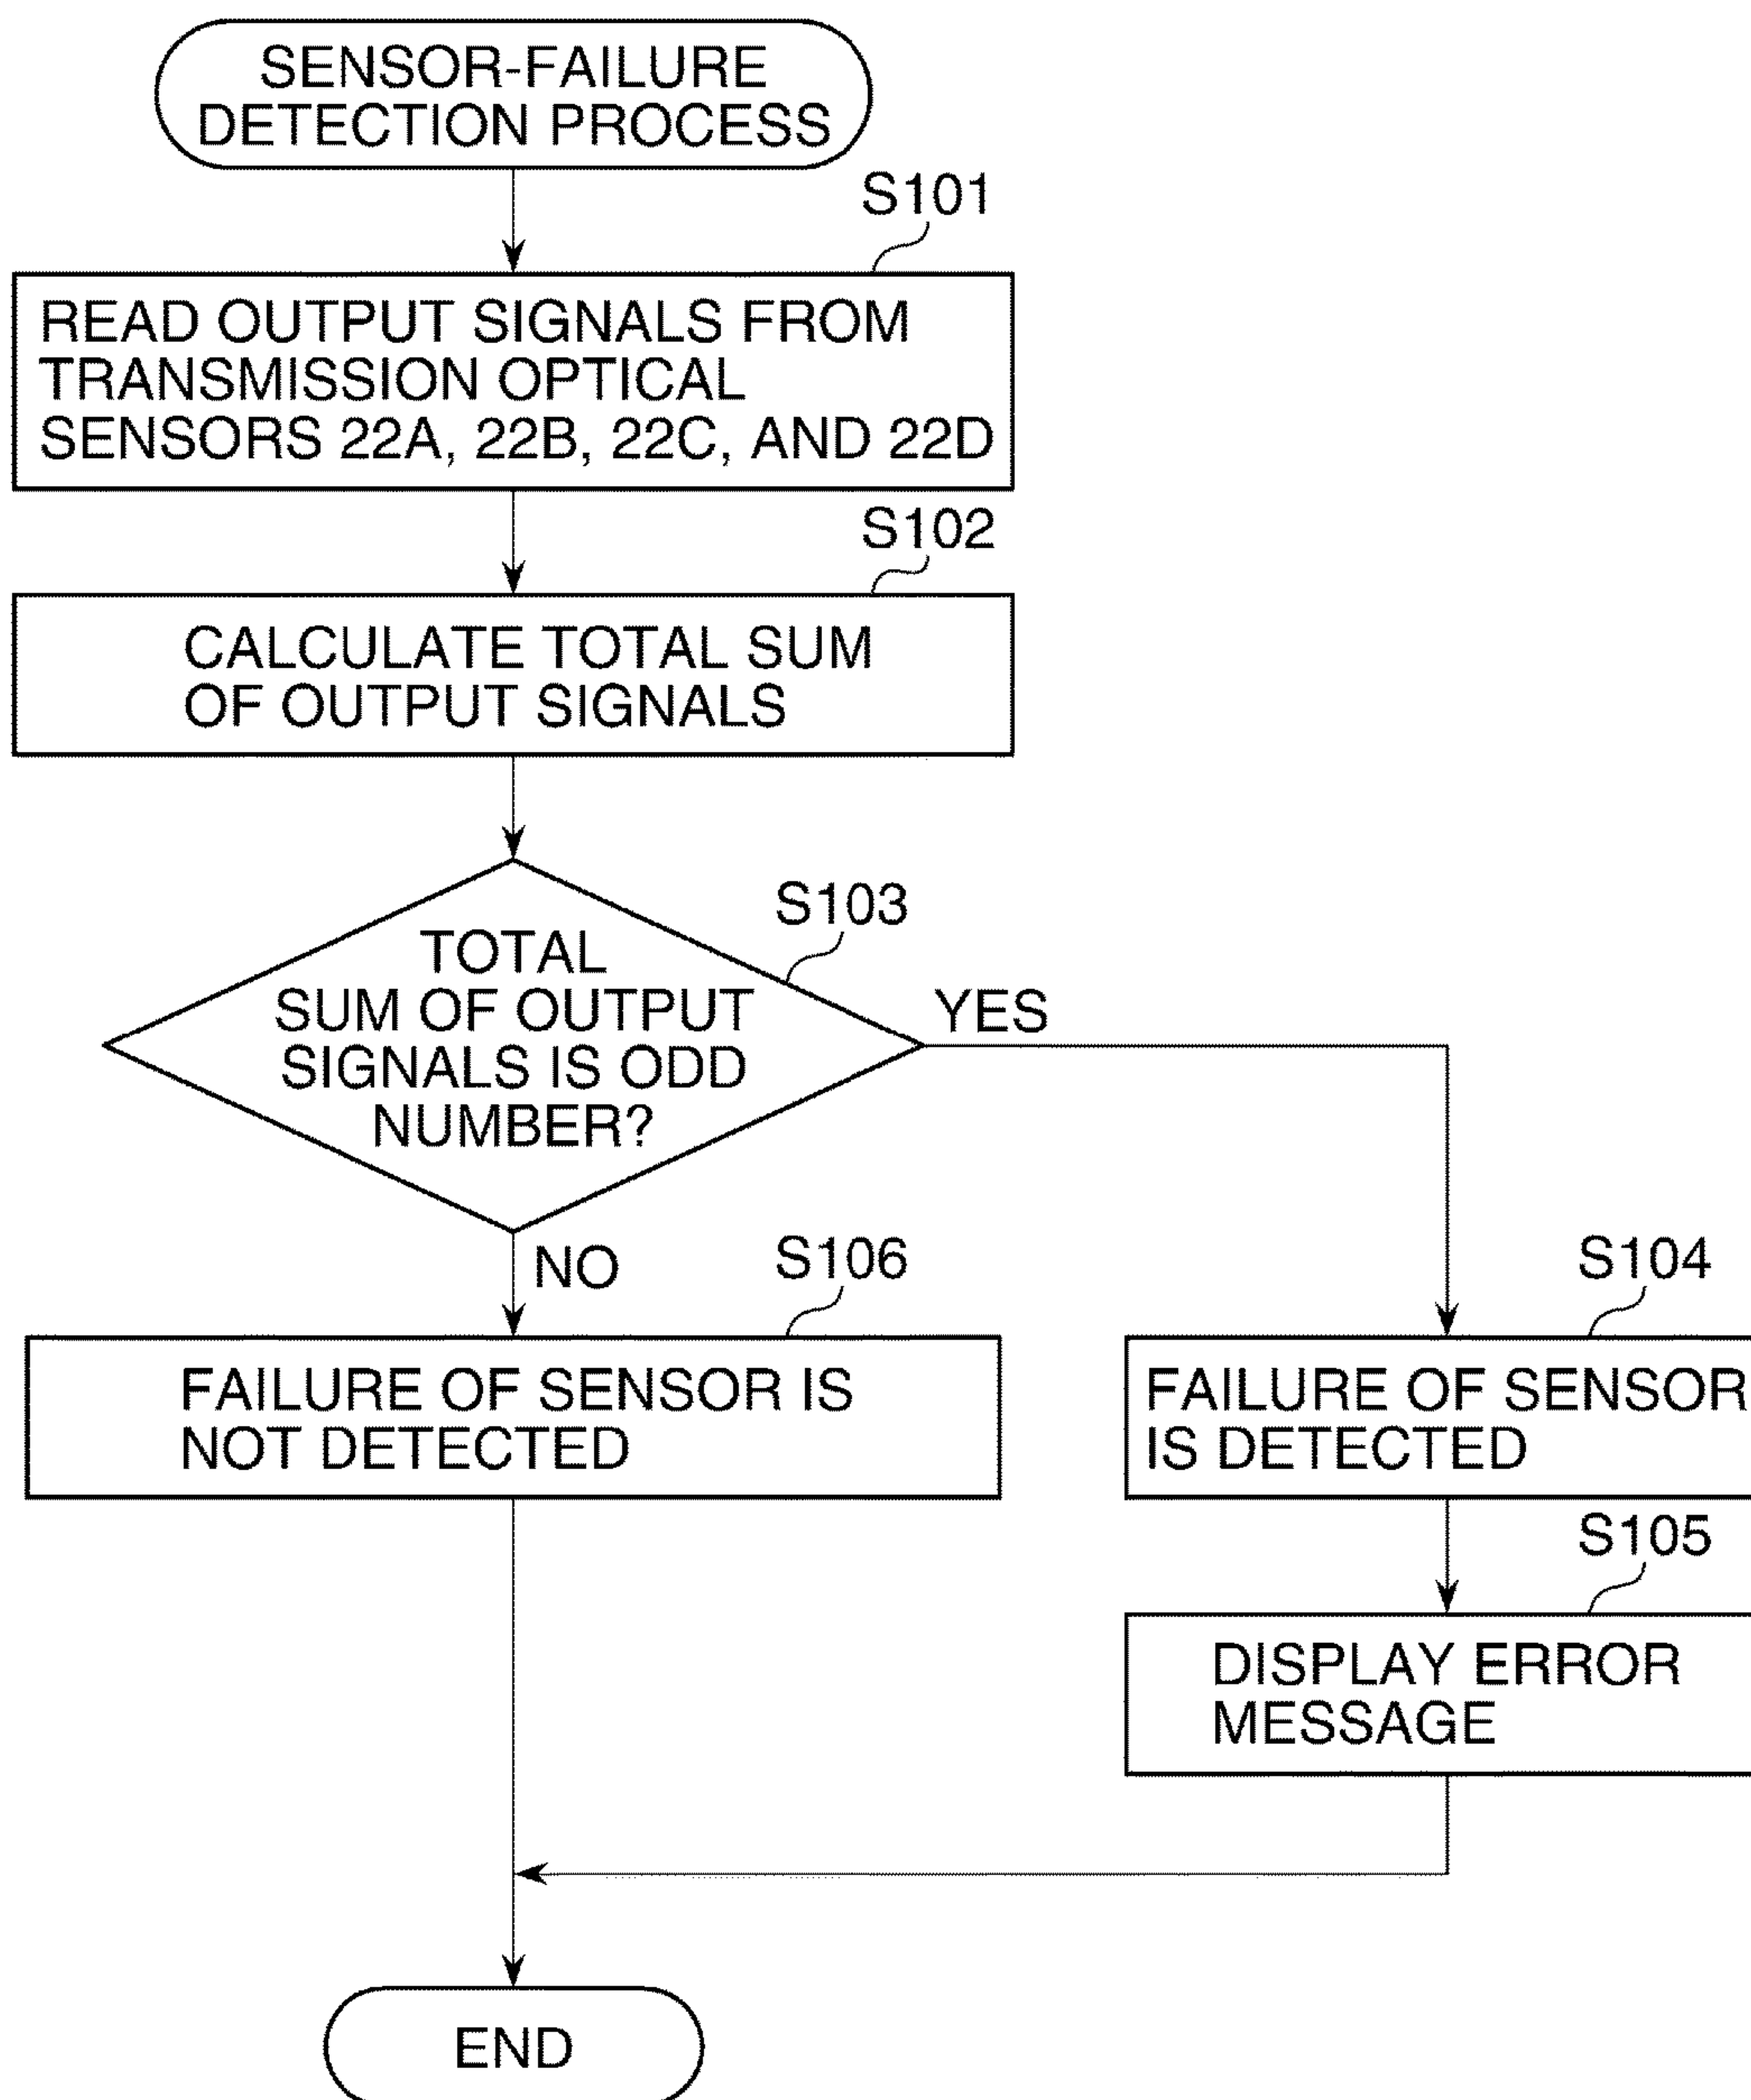 SENSOR-FAILURE
DETECTION PROCESS
S101
READ OUTPUT SIGNALS FROM
TRANSMISSION OPTICAL
SENSORS 22A, 22B, 22C, AND 22D
S102
CALCULATE TOTAL SUM
OF OUTPUT SIGNALS
S103
TOTAL
SUM OF OUTPUT
SIGNALS IS ODD
NUMBER?
YES
NO
S106
FAILURE OF SENSOR IS
NOT DETECTED
S104
FAILURE OF SENSOR
IS DETECTED
S105
DISPLAY ERROR
MESSAGE
END